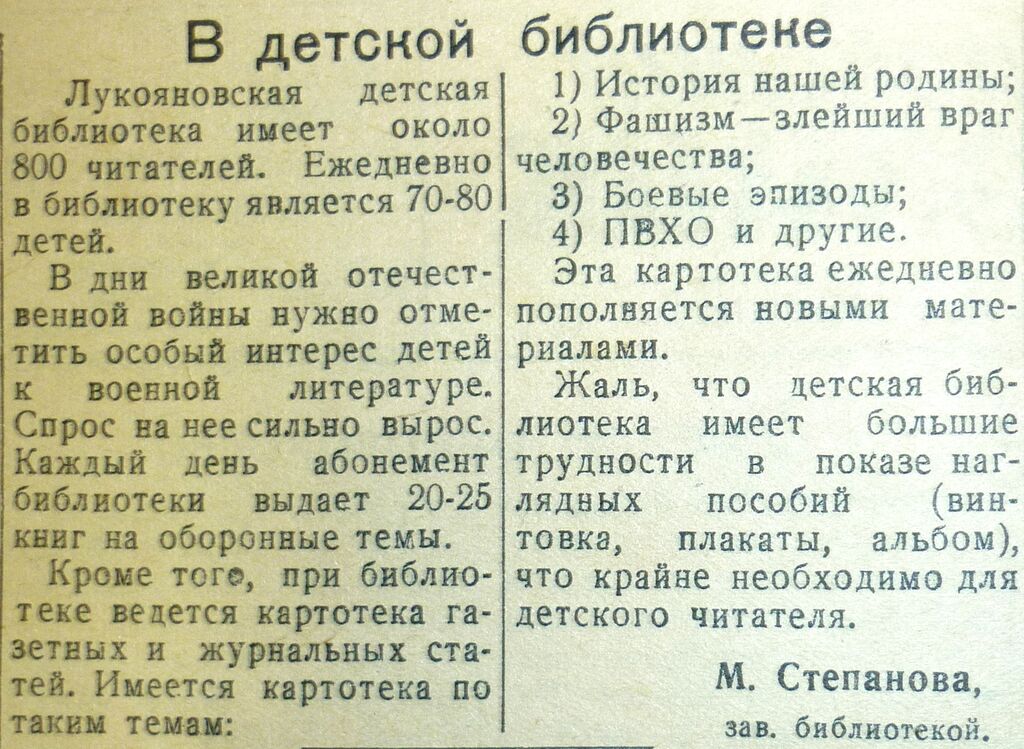 В детской библиотеке
Лукояновская детская
библиотека имеет около
800 читателей. Ежедневно
в библиотеку является 70-80
детей.
В дни великой отечест-
венной войны нужно отме-
тить особый интерес детей
к военной литературе.
Спрос на нее сильно вырос.
Каждый день абонемент
библиотеки выдает 20-25
книг на оборонные темы.
Кроме того, при библио-
теке ведется картотека га-
зетных и журнальных ста-
тей. Имеется картотека по
таким темам:
1) История нашей родины;
2) Фашизм—злейший враг
человечества;
3) Боевые эпизоды;
4) ПВХО и другие.
Эта картотека ежедневно
пополняется новыми мате-
риалами.
Жаль, что детская биб-
лиотека имеет большие
трудности в показе наг-
лядных пособий (вин-
товка, плакаты, альбом),
что крайне необходимо для
детского читателя.
М. Степанова,
зав. библиотекой.